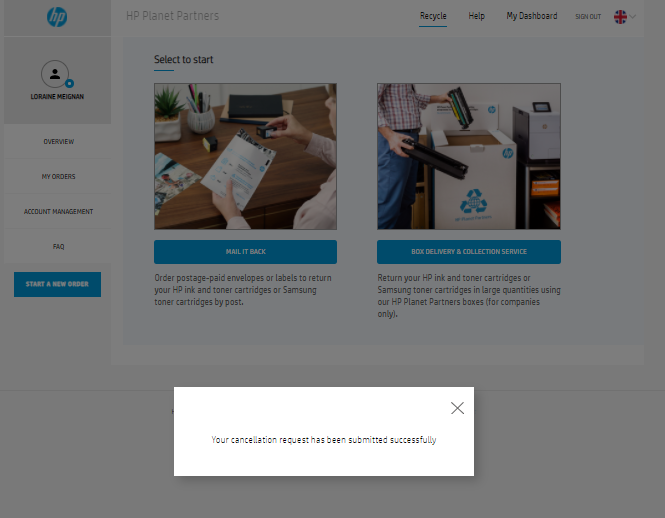 hp
HP Planet Partners
Recycle
Help
My Dashboard
SIGN OUT
LORAINE MEIGNAN
OVERVIEW
MY ORDERS
ACCOUNT MANAGEMENT
FAQ
START A NEW ORDER
Select to start
hp
HP Planet Partners
MAIL IT BACK
BOX DELIVERY & COLLECTION SERVICE
Order postage-paid envelopes or labels to return
your HP ink and toner cartridges or Samsung
toner cartridges by post.
Return your HP ink and toner cartridges or
Samsung toner cartridges in large quantities using
our HP Planet Partners boxes (for companies
only).
Your cancellation request has been submitted successfully